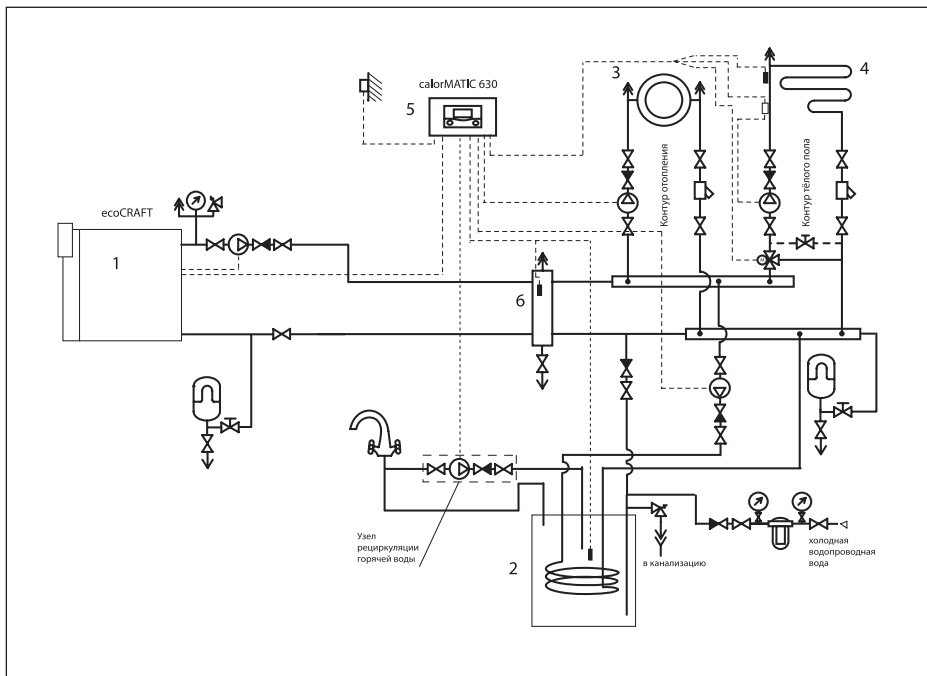 calorMATIC 630
3
4
5
Контур отопления
Контур тёлого пола
ecoCRAFT
1
M
6
Узел
рециркуляции
горячей воды
2
в канализацию
холодная
водопроводная
вода